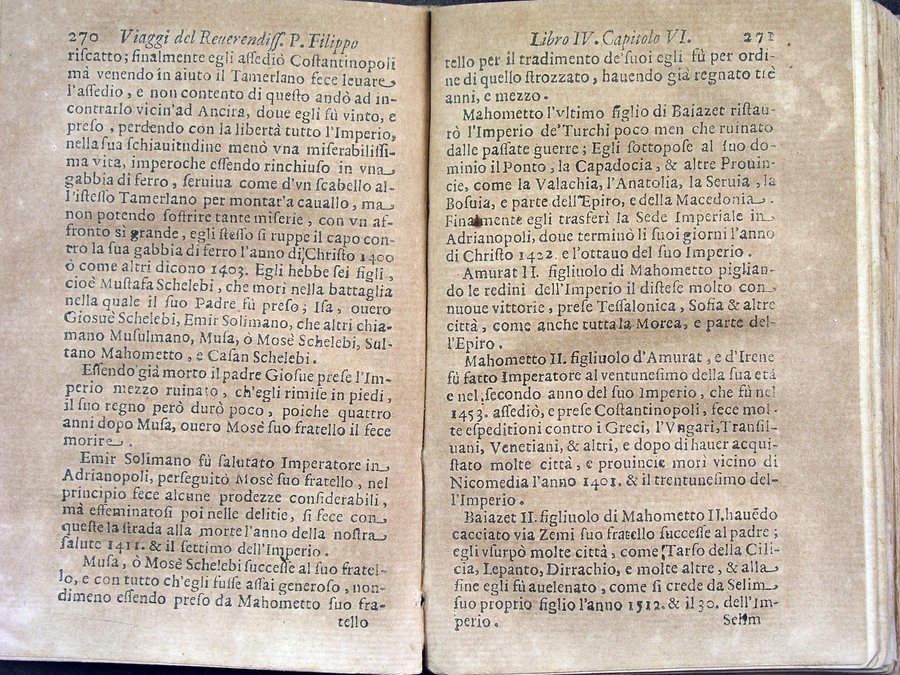 270 Viaggi del Reuerendiſſ. P. Filippo
riſcatto; finalmente egli aſſediò Coſtantinopoli
mà venendo in aiuto il Tamerlano fece leuare
l'aſſedio, e non contento di queſto andò ad in-
contrarlo vicin'ad Ancira, doue egli fù vinto, e
preſo, perdendo con la libertà tutto l'Imperio,
nella ſua ſchiauitudine menò vna miſerabiliſſi-
ma vita, imperoche eſſendo rinchiuſo in vna
gabbia di ferro, ſeruiua come d'vn ſcabello al-
l'iſteſſo Tamerlano per montar'a cauallo, ma
non potendo soffrire tante miſerie, con vn af-
fronto sì grande, egli ſteſſo ſi ruppe il capo con-
tro la ſua gabbia di ferro l'anno di Chriſto 1400
ò come altri dicono 1403. Egli hebbe ſei figli,
cioè Muſtafa Schelebi, che morì nella battaglia
nella quale il ſuo Padre fù preſo; Iſa, ouero
Gioſuè Schelebi, Emir Solimano, che altri chia-
mano Muſulmano, Muſa, ò Mosè Schelebi, Sul-
tano Mahometto, e Caſan Schelebi.
Eſſendo già morto il padre Gioſue preſe l'Im-
perio mezzo ruinato, ch'egli rimiſe in piedi,
il ſuo regno però durò poco, poiche quattro
anni dopo Muſa, ouero Mosè ſuo fratello il fece
morire.
Emir Solimano fù ſalutato Imperatore in
Adrianopoli, perſeguitò Mosè ſuo fratello, nel
principio fece alcune prodezze conſiderabili,
mà eſſeminatoſi poi nelle delitie, ſi fece con
queſte la ſtrada alla morte l'anno della noſtra
ſalute 1411. & il ſettimo dell'Imperio.
Muſa, ò Mosè Schelebi ſucceſſe al ſuo fratel-
lo, e con tutto ch'egli fuſſe aſſai generoſo, non-
dimeno eſſendo preſo da Mahometto ſuo fra-
tello
Libro IV. Capitolo VI. 271
tello per il tradimento de'ſuoi egli fù per ordi-
ne di quello ſtrozzato, hauendo già regnato trè
anni, e mezzo.
Mahometto l'vltimo figlio di Baiazet riſtau-
rò l'Imperio de'Turchi poco men che ruinato
dalle paſſate guerre; Egli ſottopoſe al ſuo do-
minio il Ponto, la Capadocia, & altre Prouin-
cie, come la Valachia, l'Anatolia, la Seruia, la
Boſuia, e parte dell'Epiro, e della Macedonia.
Finalmente egli trasferì la Sede Imperiale in
Adrianopoli, doue terminò li ſuoi giorni l'anno
di Chriſto 1422. e l'ottauo del ſuo Imperio.
Amurat II. figliuolo di Mahometto piglian-
do le redini dell'Imperio il diſteſe molto con
nuoue vittorie, preſe Teſſalonica, Sofia & altre
città, come anche tutta la Morea, e parte del-
l'Epiro.
Mahometto II. figliuolo d'Amurat, e d'Irene
fù fatto Imperatore al ventuneſimo della ſua età
e nel ſecondo anno del ſuo Imperio, che fù nel
1453. aſſediò, e preſe Coſtantinopoli, fece mol-
te eſpeditioni contro i Greci, l'Vngari, Tranſil-
uani, Venetiani, & altri, e dopo di hauer acqui-
ſtato molte città, e prouincie morì vicino di
Nicomedia l'anno 1401. & il trentuneſimo del-
l'Imperio.
Baiazet II. figliuolo di Mahometto II. hauēdo
cacciato via Zemi ſuo fratello ſucceſſe al padre;
egli vſurpò molte città, come Tarſo della Cili-
cia, Lepanto, Dirrachio, e molte altre, & alla
fine egli fù auelenato, come ſi crede da Selim
ſuo proprio figlio l'anno 1512. & il 30. dell'Im-
perio.
Selim